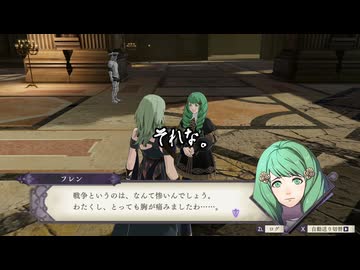 それな。
フレン
戦争というのは、なんて惨いんでしょう。
わたくし、とっても胸が痛みましたわ……。
Z, ログ X 自動送り切替